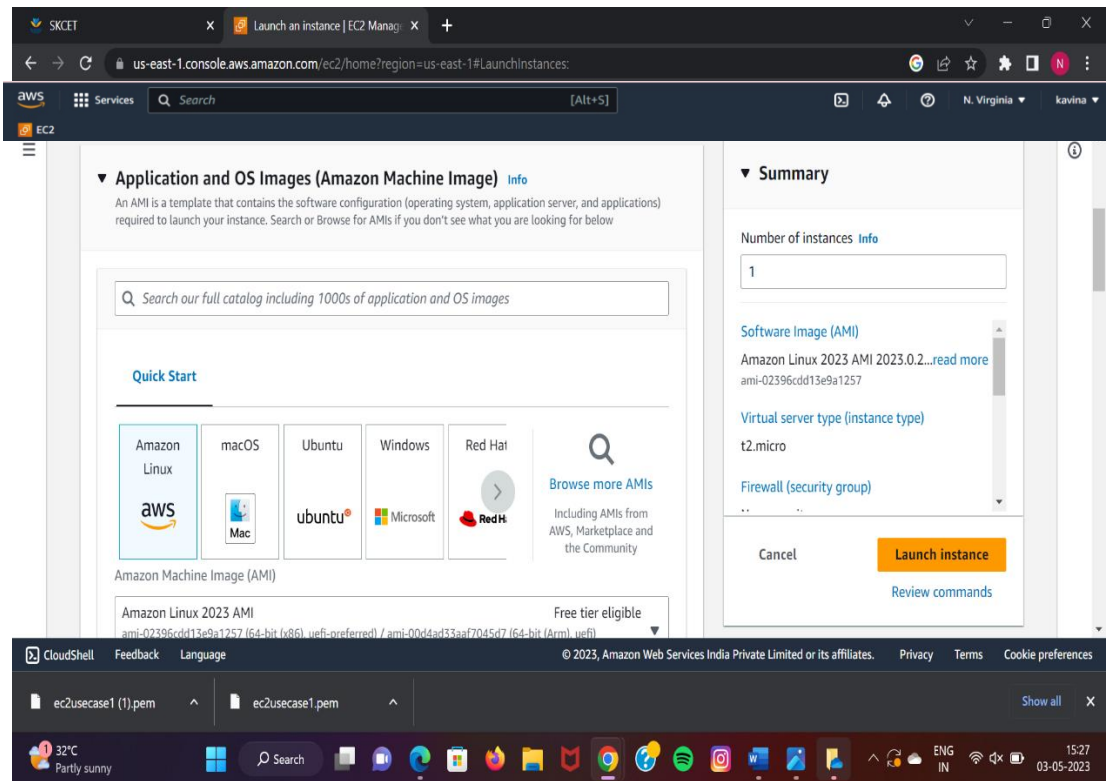 SKCET
Launch an instance | EC2 Manag
us-east-1.console.aws.amazon.com/ec2/home?region=us-east-1#LaunchInstances:
N
aws
Services
Search
[Alt+S]
N. Virginia
kavina
EC2
Application and OS Images (Amazon Machine Image) Info
An AMI is a template that contains the software configuration (operating system, application server, and applications)
required to launch your instance. Search or Browse for AMIs if you don't see what you are looking for below
Search our full catalog including 1000s of application and OS images
Quick Start
Amazon
Linux
aws
macOS
Mac
Ubuntu
ubuntu®
Windows
Microsoft
Red Hat
Red H
Browse more AMIs
Including AMIs from
AWS, Marketplace and
the Community
Amazon Machine Image (AMI)
Amazon Linux 2023 AMI
Free tier eligible
ami-02396cdd13e9a1257 (64-bit (x86), uefi-preferred) / ami-00d4ad33aaf7045d7 (64-bit (Arm), uefi)
Summary
Number of instances Info
1
Software Image (AMI)
Amazon Linux 2023 AMI 2023.0.2...read more
ami-02396cdd13e9a1257
Virtual server type (instance type)
t2.micro
Firewall (security group)
Cancel
Launch instance
Review commands
CloudShell
Feedback
Language
© 2023, Amazon Web Services India Private Limited or its affiliates.
Privacy
Terms
Cookie preferences
ec2usecase1 (1).pem
ec2usecase1.pem
Show all
1
32°C
Partly sunny
Search
ENG
IN
15:27
03-05-2023